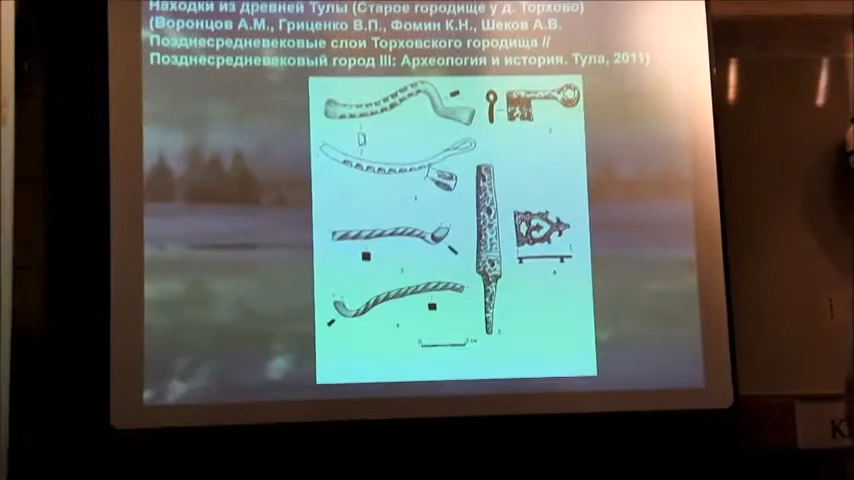 Находки из древней Тулы (Старое городище у д. Торхово)
(Воронцов А.М., Гриценко В.П., Фомин К.Н., Шеков А.В.
Позднесредневековые слои Торховского городища //
Позднесредневековый город III: Археология и история. Тула, 2011)